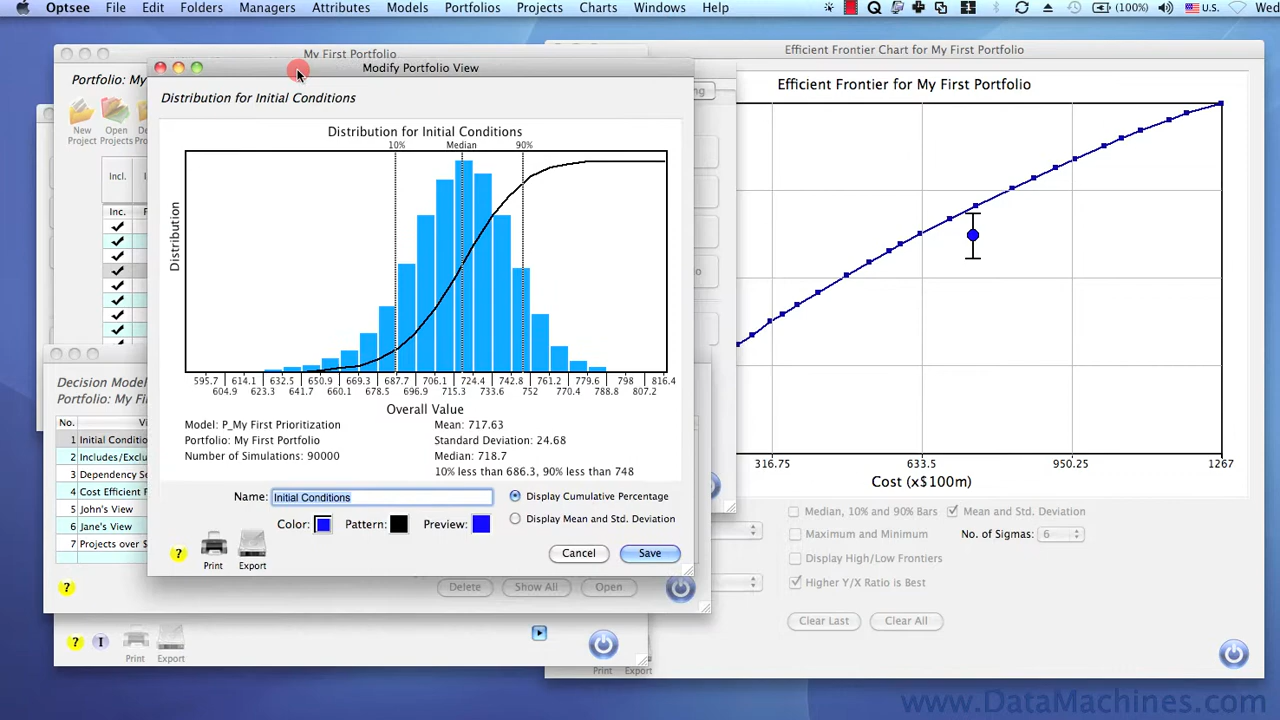 Optsee File Edit Folders Managers Attributes Models Portfolios Projects Charts Windows Help (100%) U.S. Wed
My First Portfolio
Portfolio: My
New Project
Open Projects
Incl.
Inc.
Modify Portfolio View
Distribution for Initial Conditions
Distribution for Initial Conditions
10% Median 90%
Distribution
595.7 614.1 632.5 650.9 669.3 687.7 706.1 724.4 742.8 761.2 779.6 798 816.4
604.9 623.3 641.7 660.1 678.5 696.9 715.3 733.6 752 770.4 788.8 807.2
Overall Value
Model: P_My First Prioritization
Portfolio: My First Portfolio
Number of Simulations: 90000
Mean: 717.63
Standard Deviation: 24.68
Median: 718.7
10% less than 686.3, 90% less than 748
Name: Initial Conditions
Display Cumulative Percentage
Color: Pattern: Preview:
Display Mean and Std. Deviation
?
Print
Export
Cancel
Save
Decision Model
Portfolio: My Fi
No.
1 Initial Conditio
2 Includes/Exclu
3 Dependency Se
4 Cost Efficient F
5 John's View
6 Jane's View
7 Projects over $
?
Delete
Show All
Open
? I
Print
Export
Efficient Frontier Chart for My First Portfolio
Efficient Frontier for My First Portfolio
316.75 633.5 950.25 1267
Cost (x$100m)
Median, 10% and 90% Bars
Mean and Std. Deviation
Maximum and Minimum
No. of Sigmas: 6
Display High/Low Frontiers
Higher Y/X Ratio is Best
Clear Last
Clear All
Print
Export
www.DataMachines.com